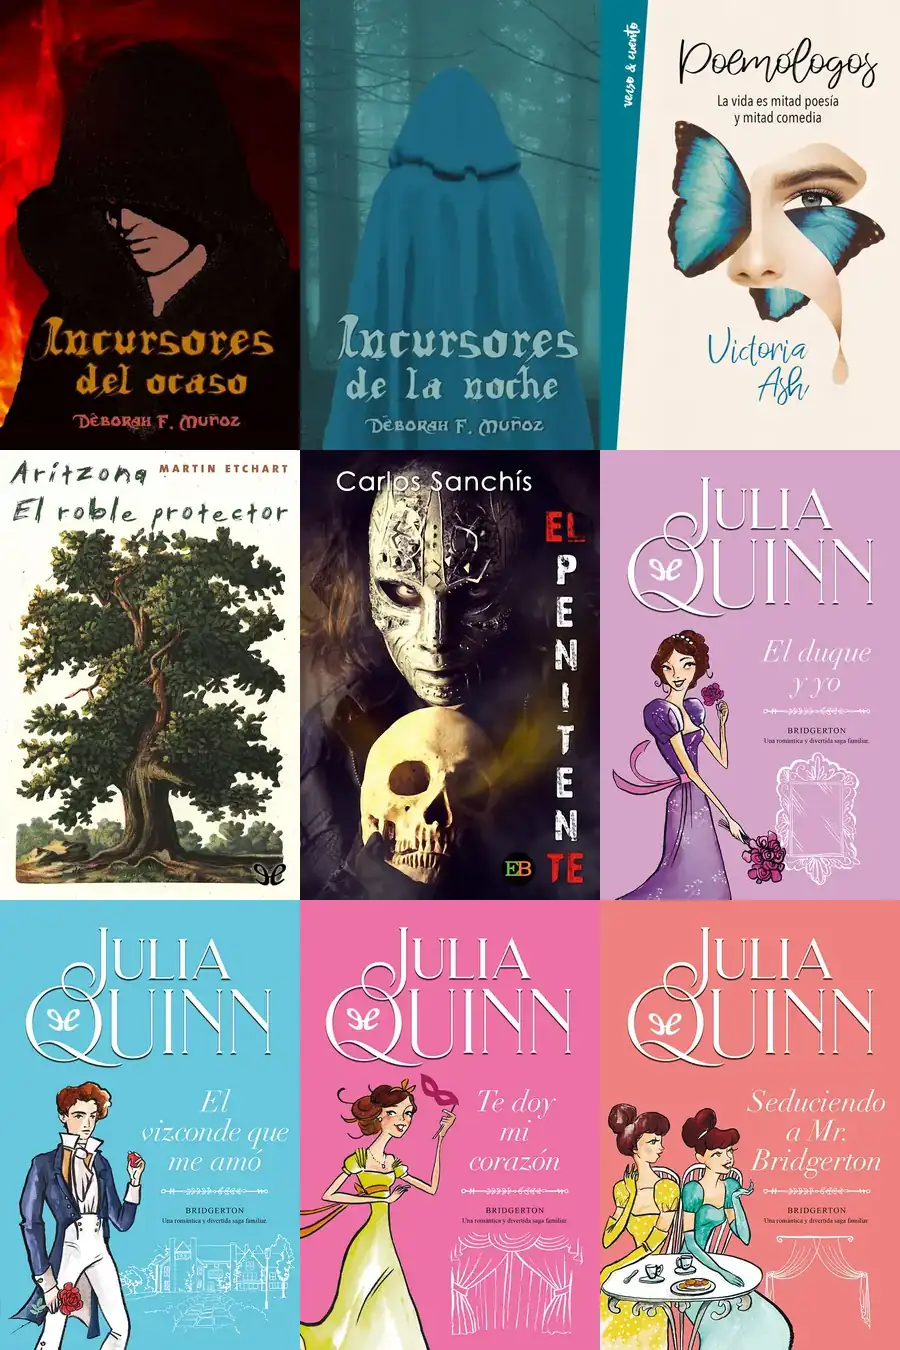 Incursores
del ocaso
Déborah F. Muñoz
Incursores
de la noche
Déborah F. Muñoz
verso & cuento
Poemólogos
La vida es mitad poesía
y mitad comedia
Victoria
Ash
Aritzona
MARTIN ETCHART
El roble protector
Carlos Sanchís
EL PENITENTE
EB
JULIA
QUINN
El duque
y yo
BRIDGERTON
Una romántica y divertida saga familiar.
JULIA
QUINN
El
vizconde que
me amó
BRIDGERTON
Una romántica y divertida saga familiar.
JULIA
QUINN
Te doy
mi
corazón
BRIDGERTON
Una romántica y divertida saga familiar.
JULIA
QUINN
Seduciendo
a Mr.
Bridgerton
BRIDGERTON
Una romántica y divertida saga familiar.